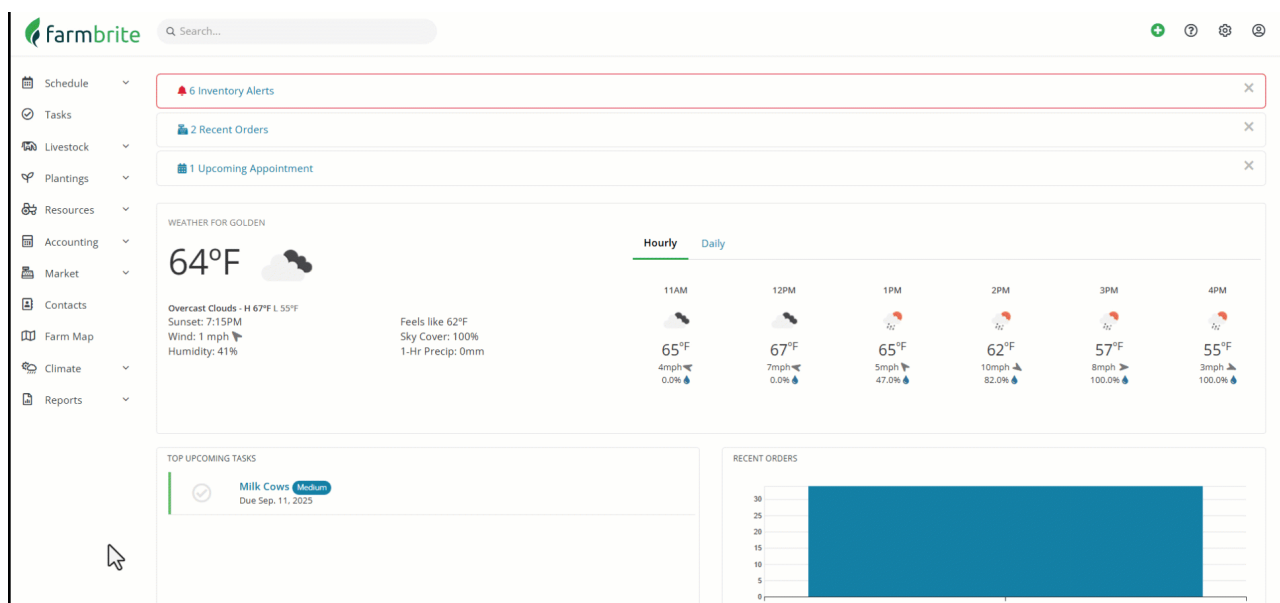 farmbrite
Search...
Schedule
Tasks
Livestock
Plantings
Resources
Accounting
Market
Contacts
Farm Map
Climate
Reports
6 Inventory Alerts
2 Recent Orders
1 Upcoming Appointment
WEATHER FOR GOLDEN
64°F
Overcast Clouds - H 67°F L 55°F
Sunset: 7:15PM
Wind: 1 mph
Humidity: 41%
Feels like 62°F
Sky Cover: 100%
1-Hr Precip: 0mm
Hourly Daily
11AM 12PM 1PM 2PM 3PM 4PM
65°F 67°F 65°F 62°F 57°F 55°F
4mph 7mph 5mph 10mph 8mph 3mph
0.0% 0.0% 47.0% 82.0% 100.0% 100.0%
TOP UPCOMING TASKS
Milk Cows Medium
Due Sep. 11, 2025
RECENT ORDERS
30
25
20
15
10
5
0